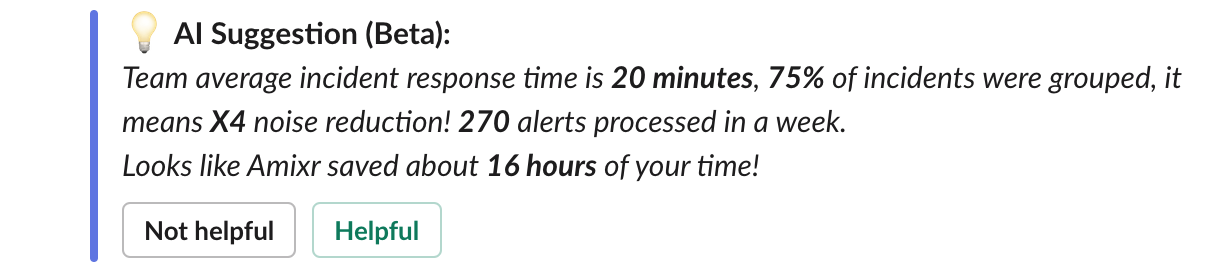 AI Suggestion (Beta):
Team average incident response time is 20 minutes, 75% of incidents were grouped, it
means X4 noise reduction! 270 alerts processed in a week.
Looks like Amixr saved about 16 hours of your time!
Not helpful
Helpful